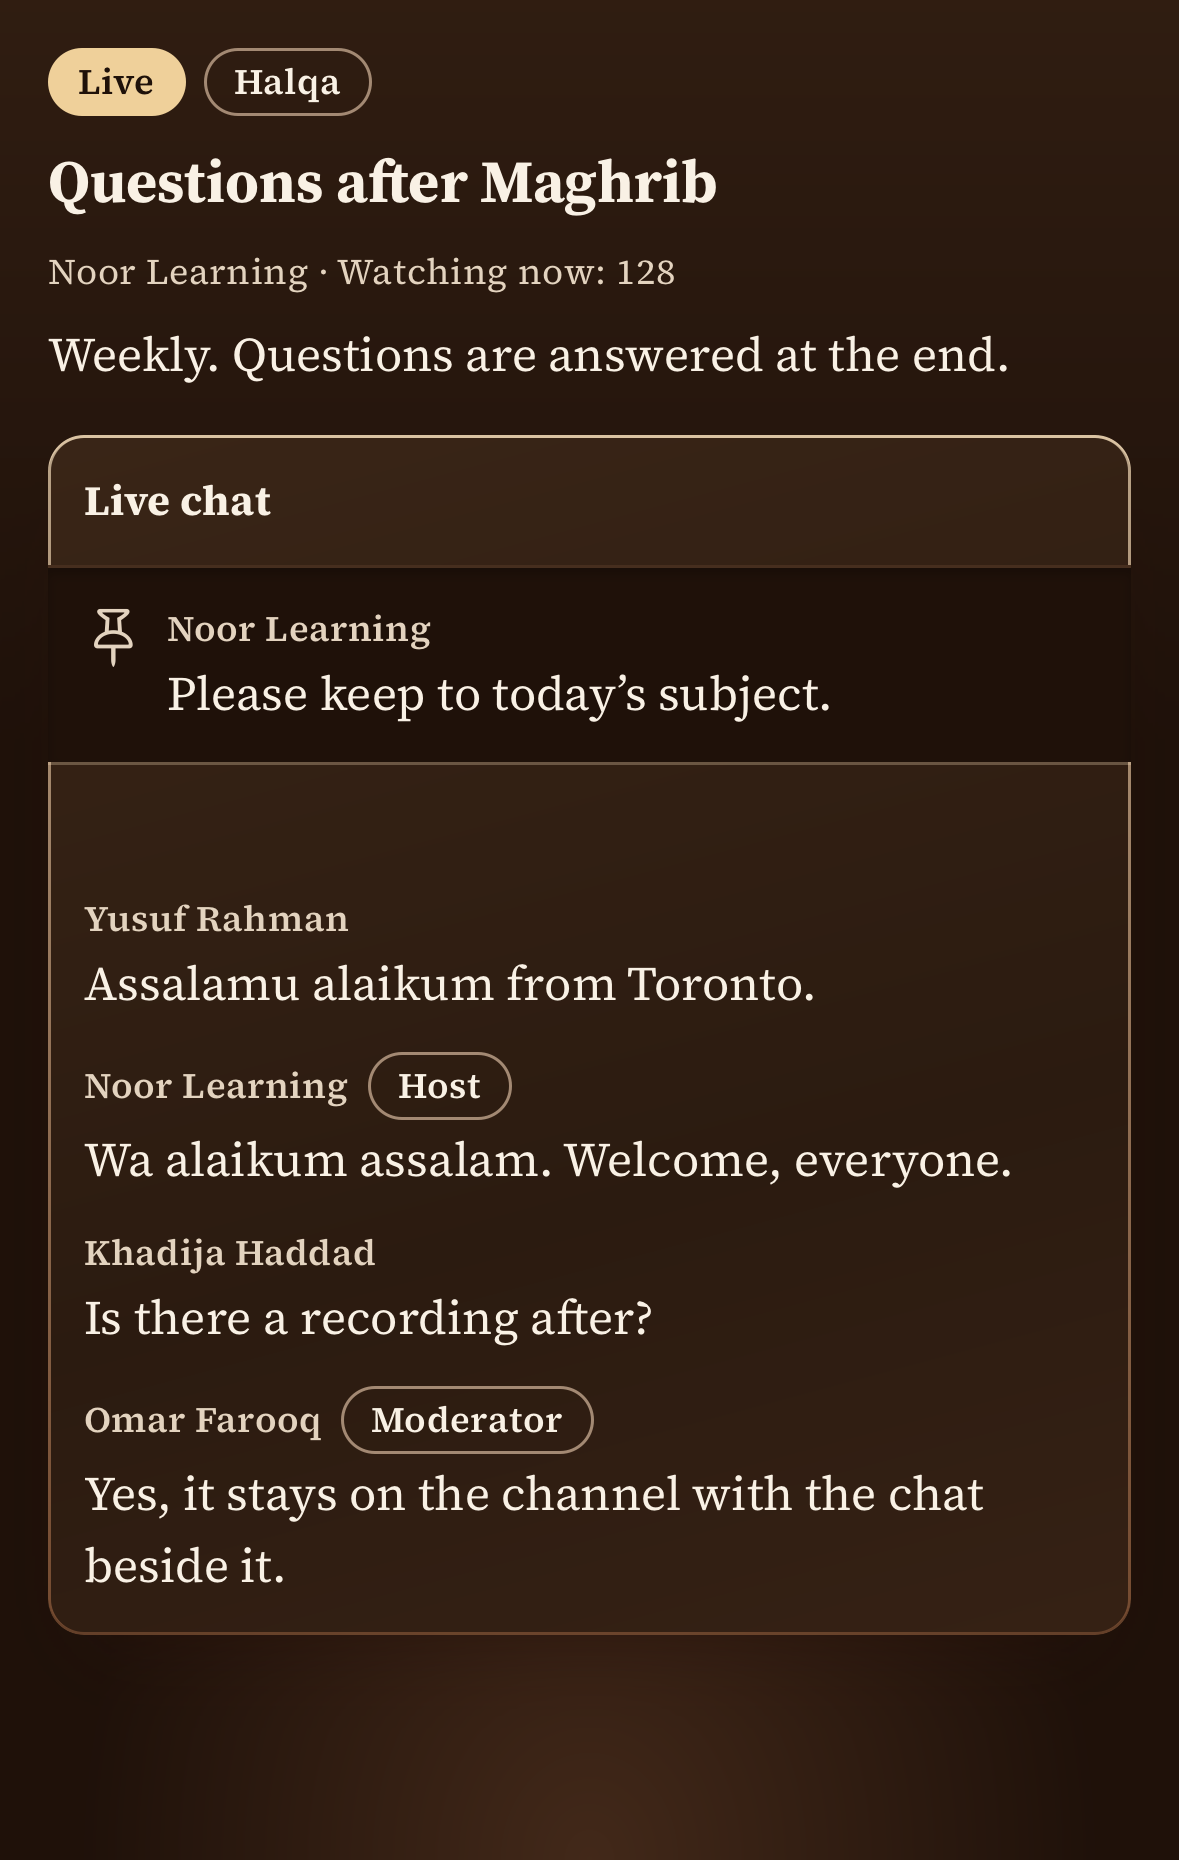 Live Halqa
Questions after Maghrib
Noor Learning · Watching now: 128
Weekly. Questions are answered at the end.
Live chat
Noor Learning
Please keep to today’s subject.
Yusuf Rahman
Assalamu alaikum from Toronto.
Noor Learning Host
Wa alaikum assalam. Welcome, everyone.
Khadija Haddad
Is there a recording after?
Omar Farooq Moderator
Yes, it stays on the channel with the chat
beside it.